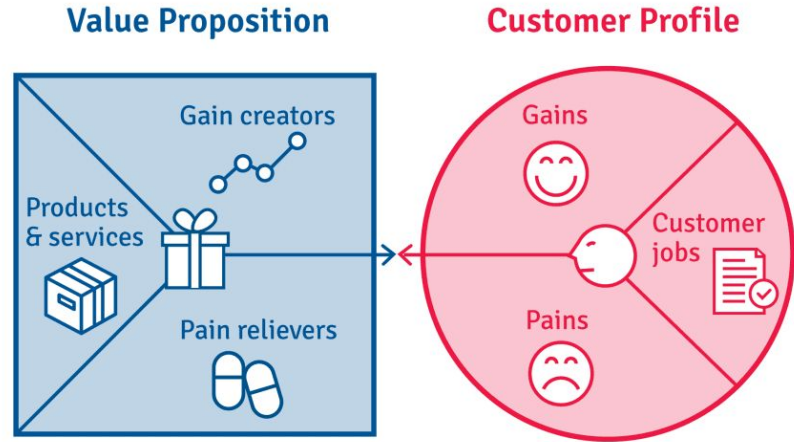 Value Proposition
Customer Profile
Gain creators
Products
& services
Pain relievers
Gains
Customer
jobs
Pains